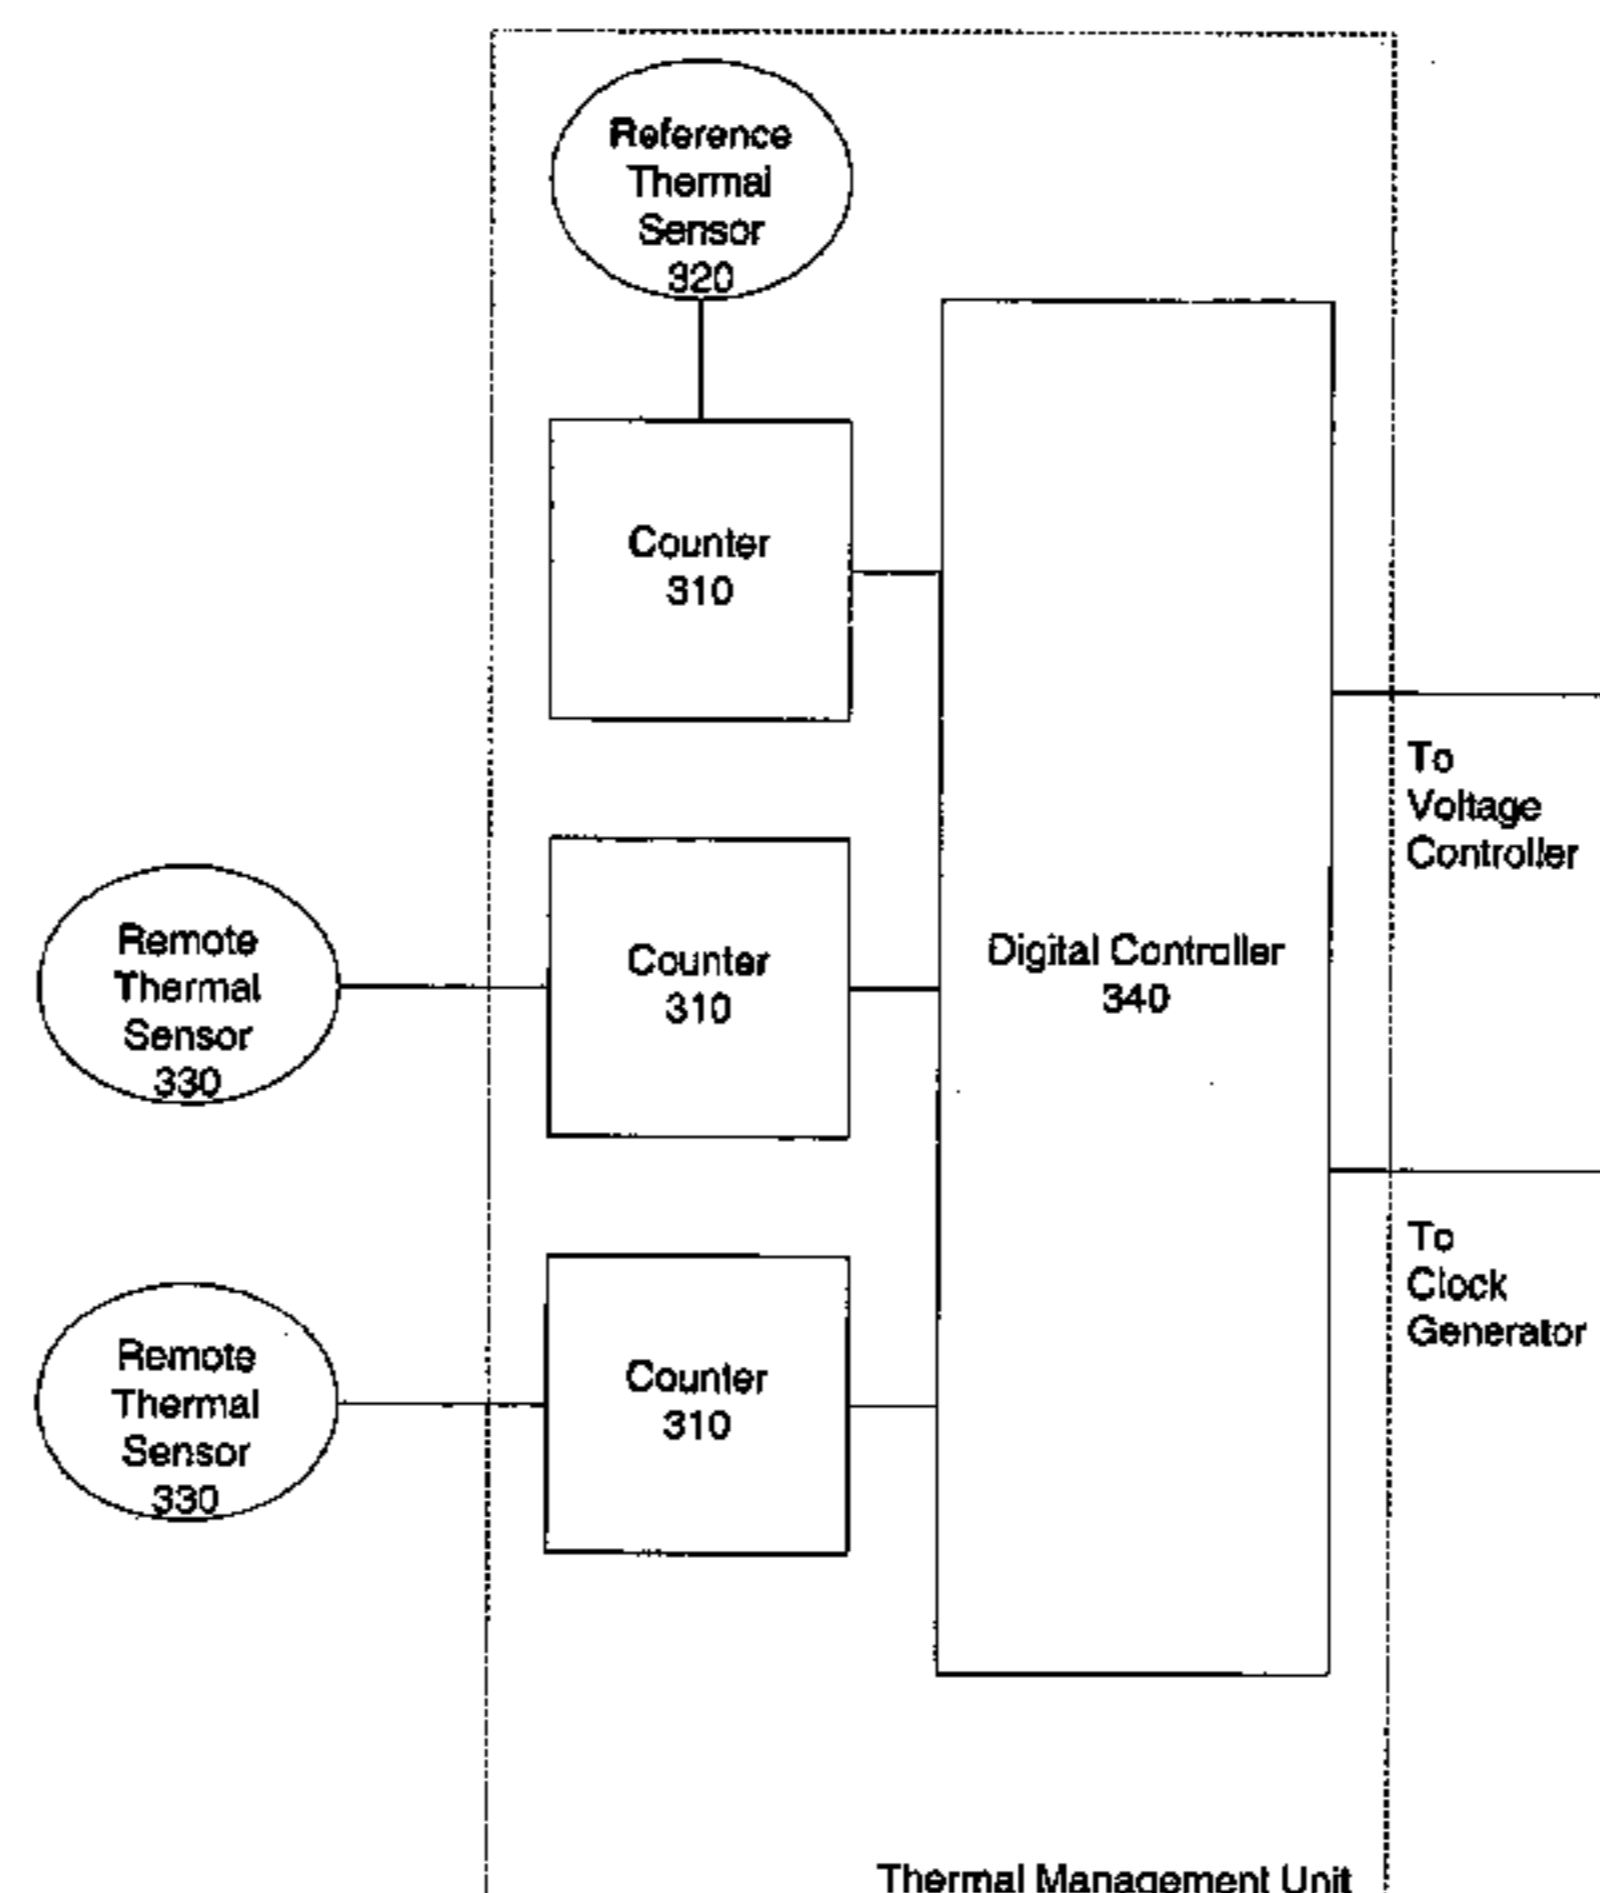 Reference
Thermal
Sensor
320
Counter
310
To
Voltage
Controller
Remote
Thermal
Sensor
330
Counter
310
Digital Controller
340
To
Clock
Generator
Remote
Thermal
Sensor
330
Counter
310
Thermal Management Unit